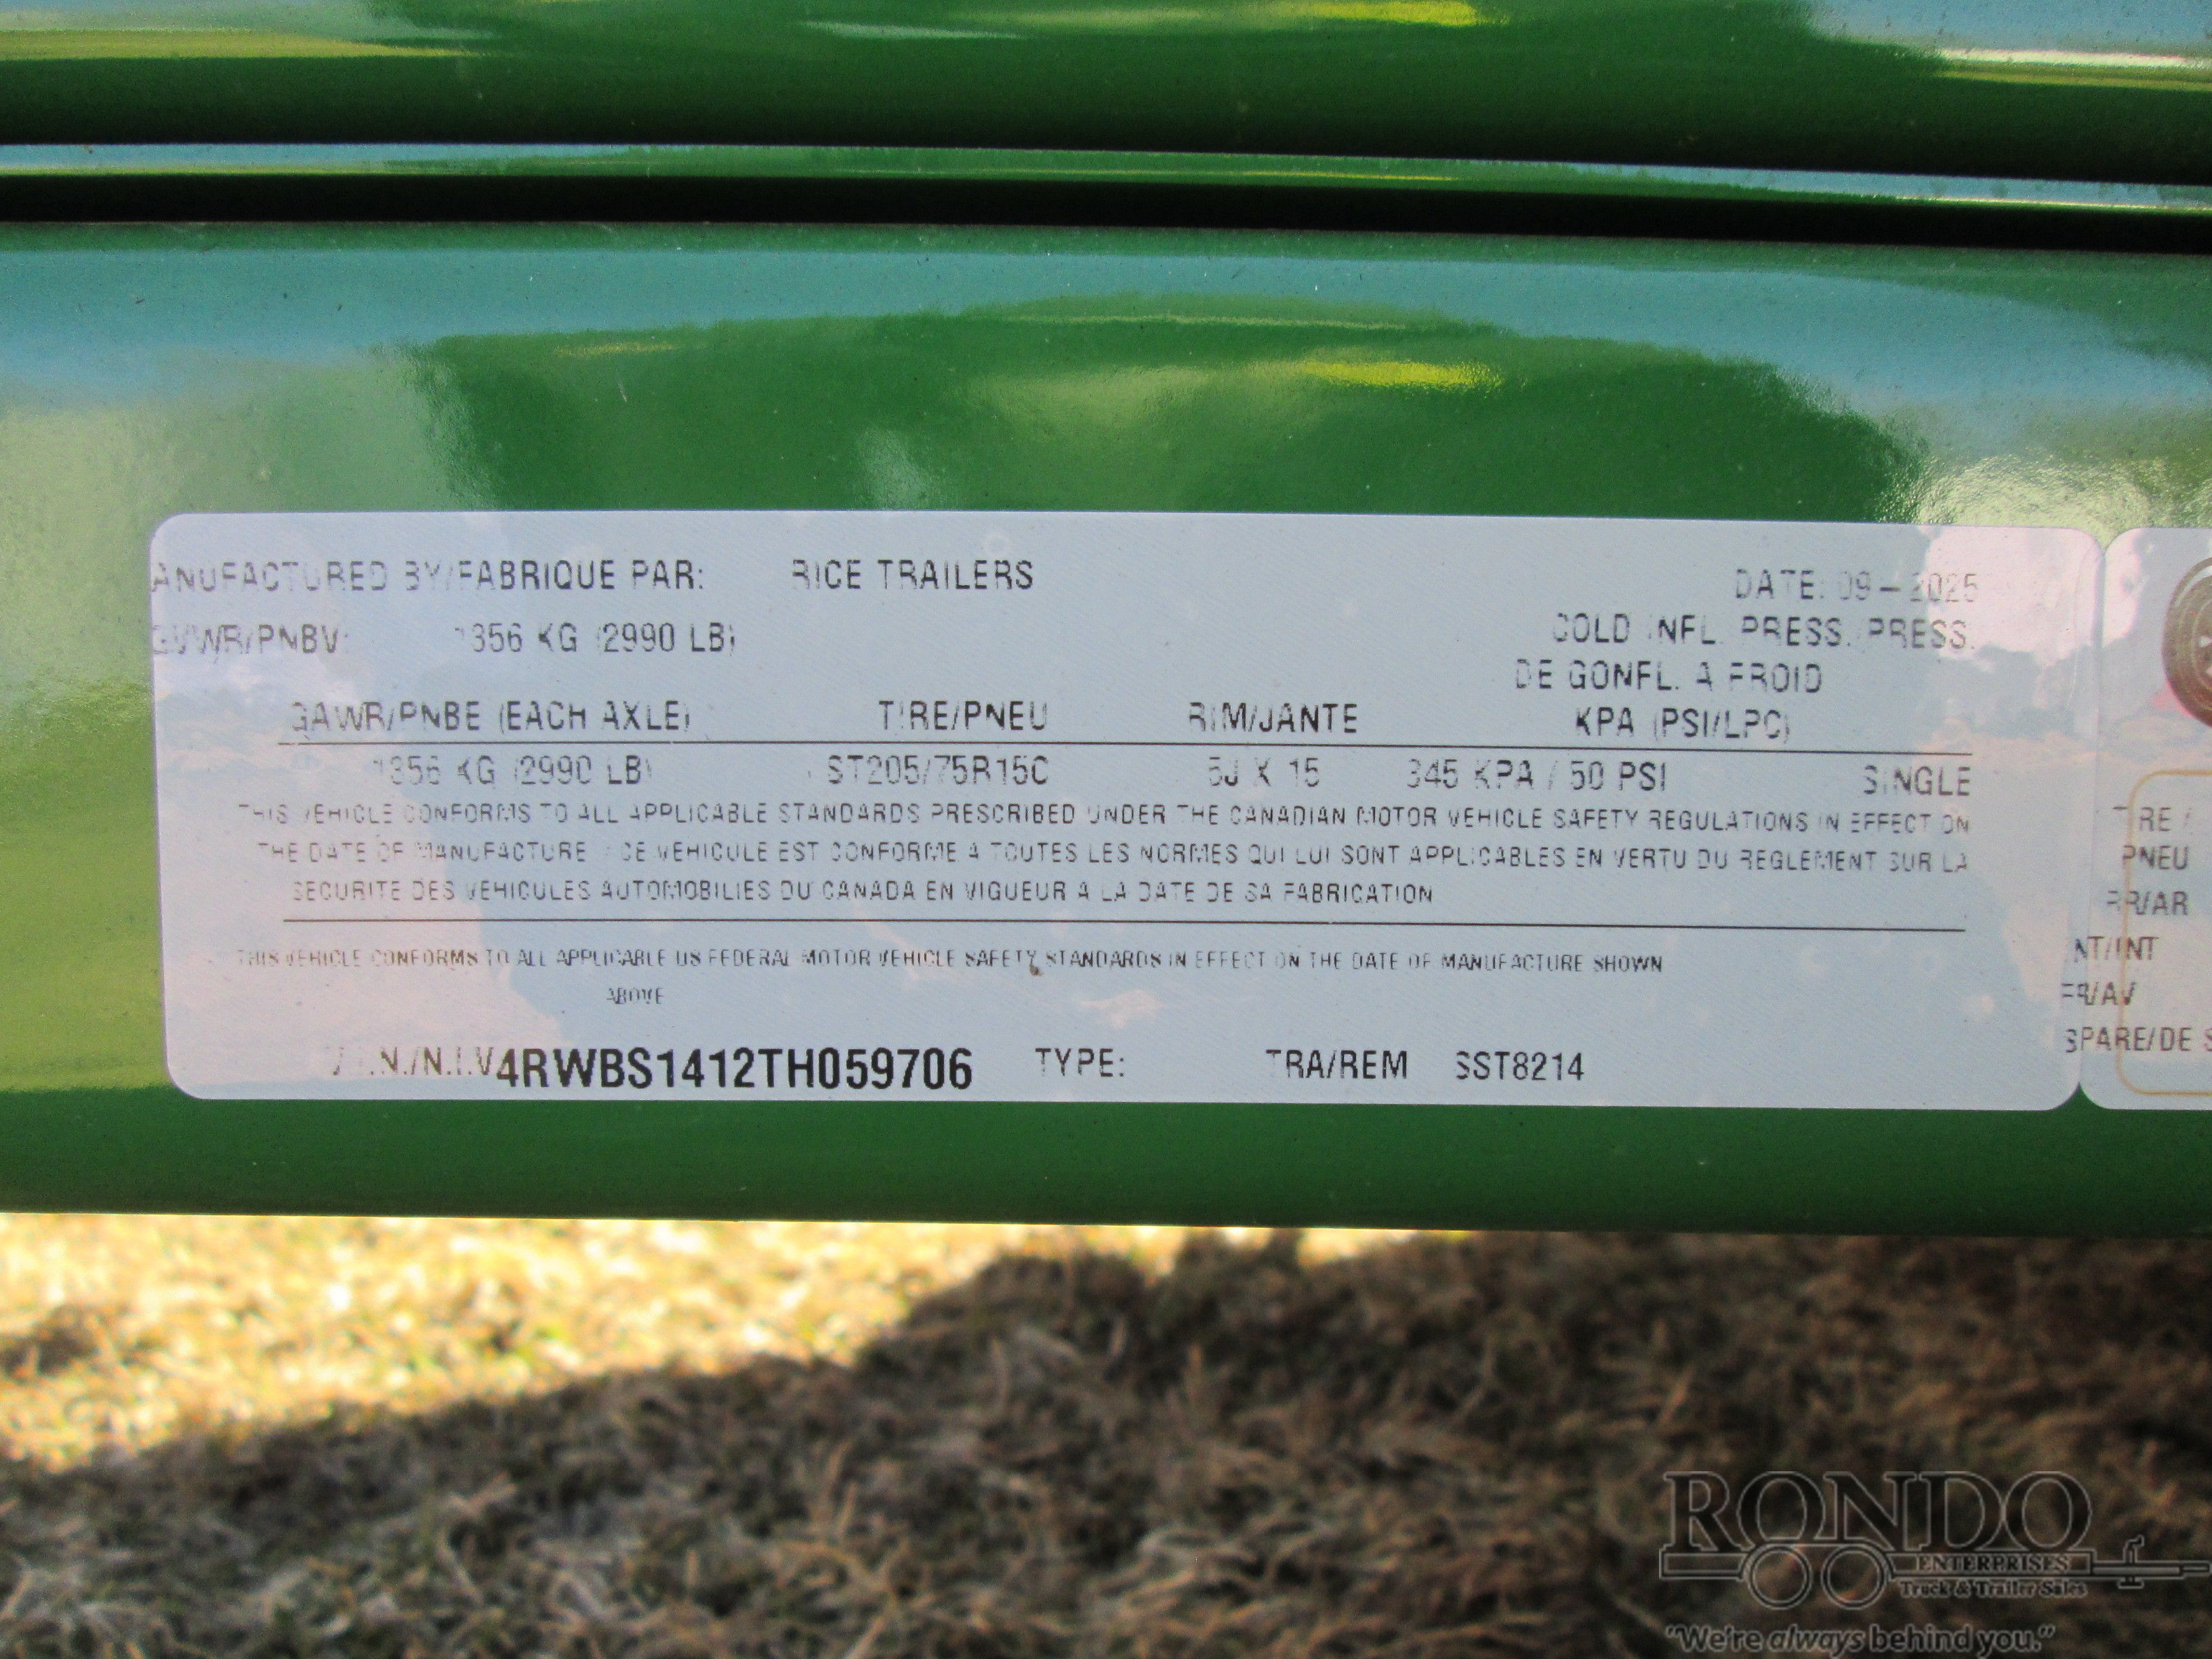 ANUFACTURED BY/FABRIQUE PAR: RICE TRAILERS DATE: 09-2025
GVWR/PNBV: 1356 KG (2990 LB) COLD INFL. PRESS./PRESS.
DE GONFL. A FROID
GAWR/PNBE (EACH AXLE) TIRE/PNEU RIM/JANTE KPA (PSI/LPC)
1356 KG (2990 LB) ST205/75R15C 5J X 15 345 KPA / 50 PSI SINGLE
THIS VEHICLE CONFORMS TO ALL APPLICABLE STANDARDS PRESCRIBED UNDER THE CANADIAN MOTOR VEHICLE SAFETY REGULATIONS IN EFFECT ON
THE DATE OF MANUFACTURE / CE VEHICULE EST CONFORME A TOUTES LES NORMES QUI LUI SONT APPLICABLES EN VERTU DU REGLEMENT SUR LA
SECURITE DES VEHICULES AUTOMOBILIES DU CANADA EN VIGUEUR A LA DATE DE SA FABRICATION
THIS VEHICLE CONFORMS TO ALL APPLICABLE US FEDERAL MOTOR VEHICLE SAFETY STANDARDS IN EFFECT ON THE DATE OF MANUFACTURE SHOWN
ABOVE
V.I.N./N.I.V 4RWBS1412TH059706 TYPE: TRA/REM SST8214
TIRE /
PNEU
RR/AR
INT/INT
FR/AV
SPARE/DE S
RONDO
ENTERPRISES
Truck & Trailer Sales
"We're always behind you."